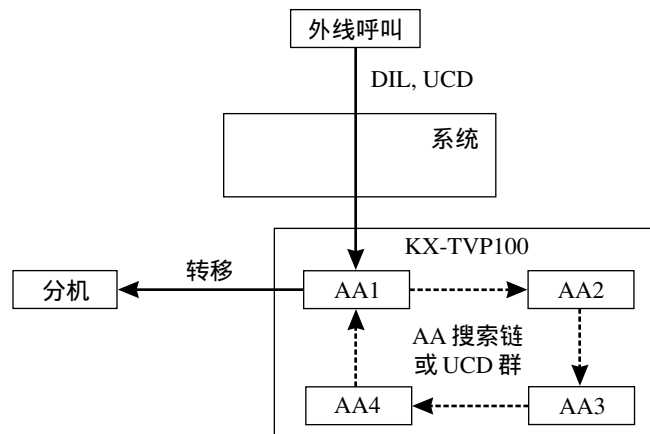 外线呼叫
DIL, UCD
系统
KX-TVP100
转移
分机
AA1
AA2
AA 搜索链
或 UCD 群
AA4
AA3